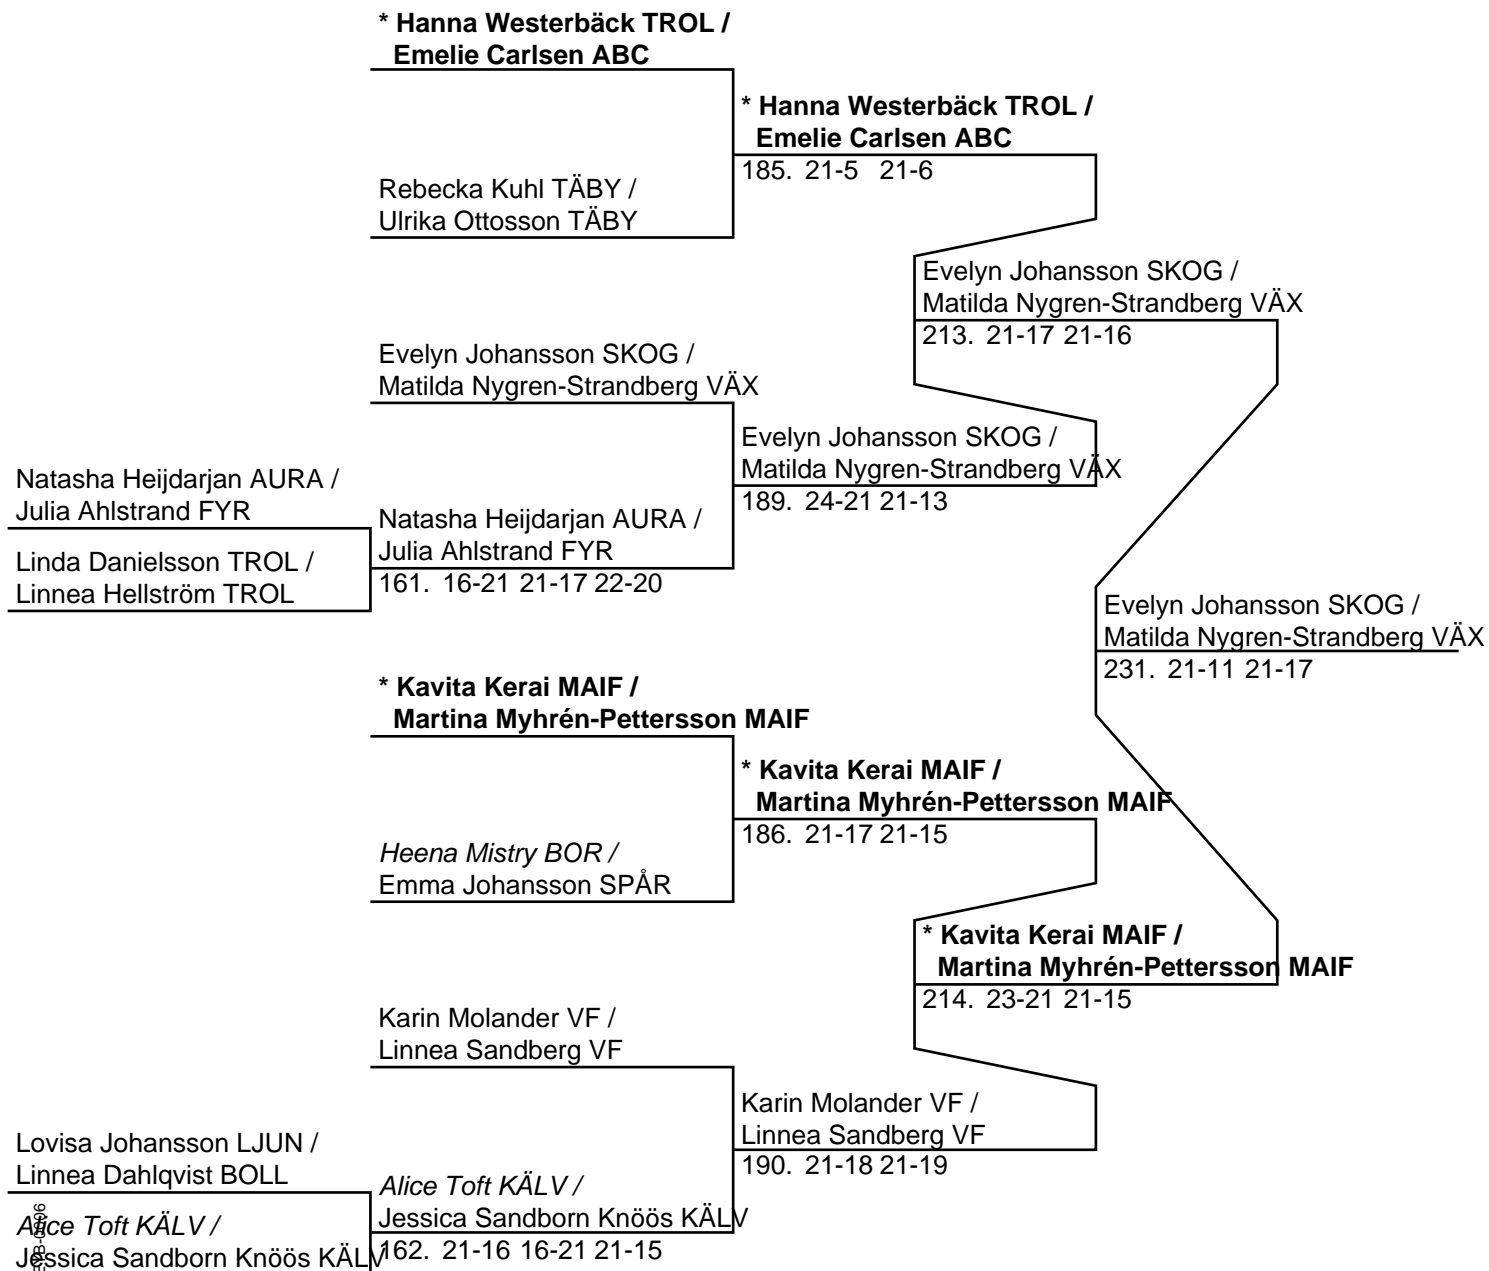 * Hanna Westerbäck TROL /
Emelie Carlsen ABC
* Hanna Westerbäck TROL /
Emelie Carlsen ABC
185. 21-5 21-6
Rebecka Kuhl TÄBY /
Ulrika Ottosson TÄBY
Evelyn Johansson SKOG /
Matilda Nygren-Strandberg VÄX
213. 21-17 21-16
Evelyn Johansson SKOG /
Matilda Nygren-Strandberg VÄX
Evelyn Johansson SKOG /
Matilda Nygren-Strandberg VÄX
189. 24-21 21-13
Natasha Heijdarjan AURA /
Julia Ahlstrand FYR
Natasha Heijdarjan AURA /
Julia Ahlstrand FYR
161. 16-21 21-17 22-20
Linda Danielsson TROL /
Linnea Hellström TROL
Evelyn Johansson SKOG /
Matilda Nygren-Strandberg VÄX
231. 21-11 21-17
* Kavita Kerai MAIF /
Martina Myhrén-Pettersson MAIF
* Kavita Kerai MAIF /
Martina Myhrén-Pettersson MAIF
186. 21-17 21-15
Heena Mistry BOR /
Emma Johansson SPÅR
* Kavita Kerai MAIF /
Martina Myhrén-Pettersson MAIF
214. 23-21 21-15
Karin Molander VF /
Linnea Sandberg VF
Karin Molander VF /
Linnea Sandberg VF
190. 21-18 21-19
Lovisa Johansson LJUN /
Linnea Dahlqvist BOLL
Alice Toft KÄLV /
Jessica Sandborn Knöös KÄLV
162. 21-16 16-21 21-15
Alice Toft KÄLV /
Jessica Sandborn Knöös KÄLV